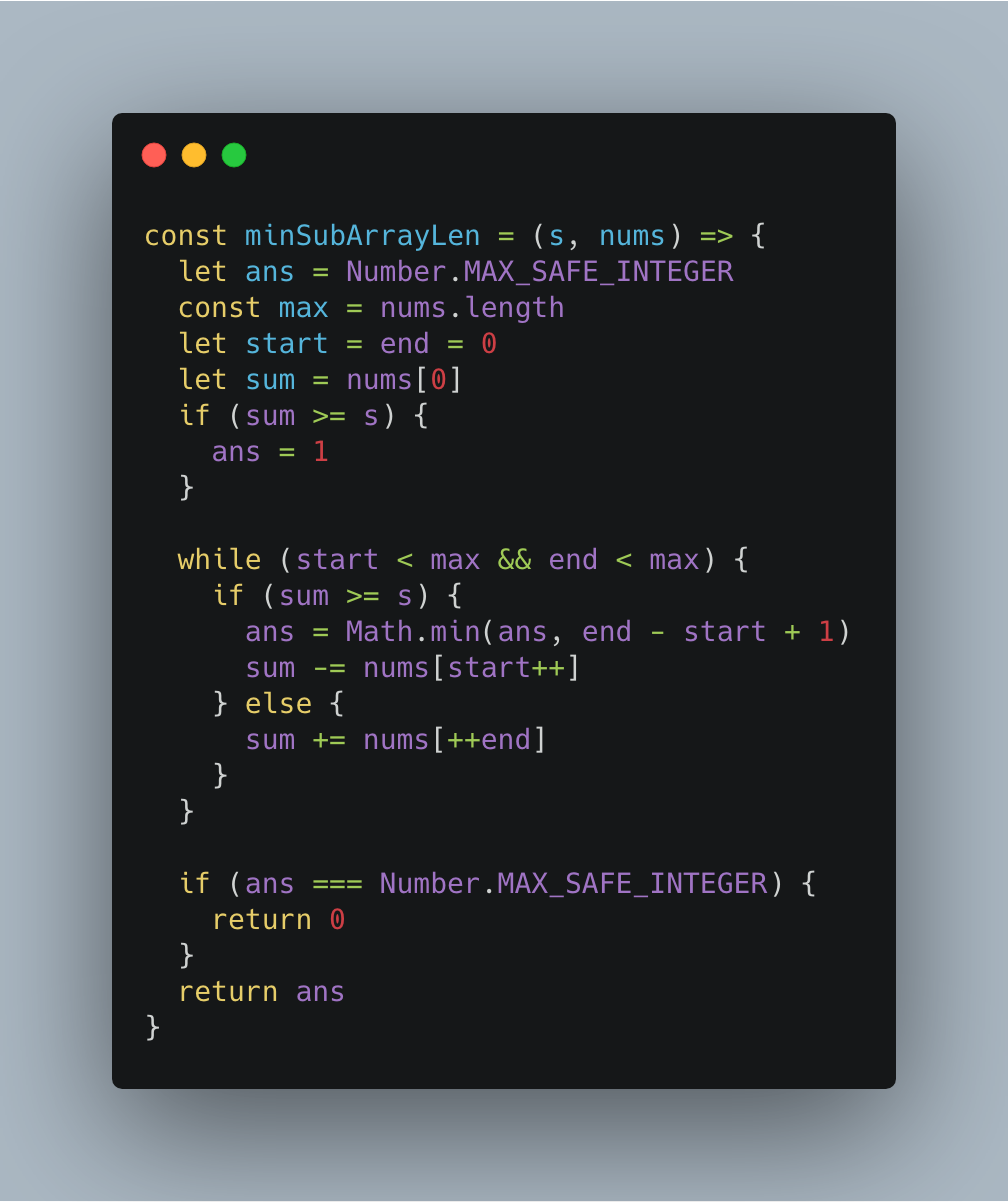 const minSubArrayLen = (s, nums) => {
  let ans = Number.MAX_SAFE_INTEGER
  const max = nums.length
  let start = end = 0
  let sum = nums[0]
  if (sum >= s) {
    ans = 1
  }

  while (start < max && end < max) {
    if (sum >= s) {
      ans = Math.min(ans, end - start + 1)
      sum -= nums[start++]
    } else {
      sum += nums[++end]
    }
  }

  if (ans === Number.MAX_SAFE_INTEGER) {
    return 0
  }
  return ans
}